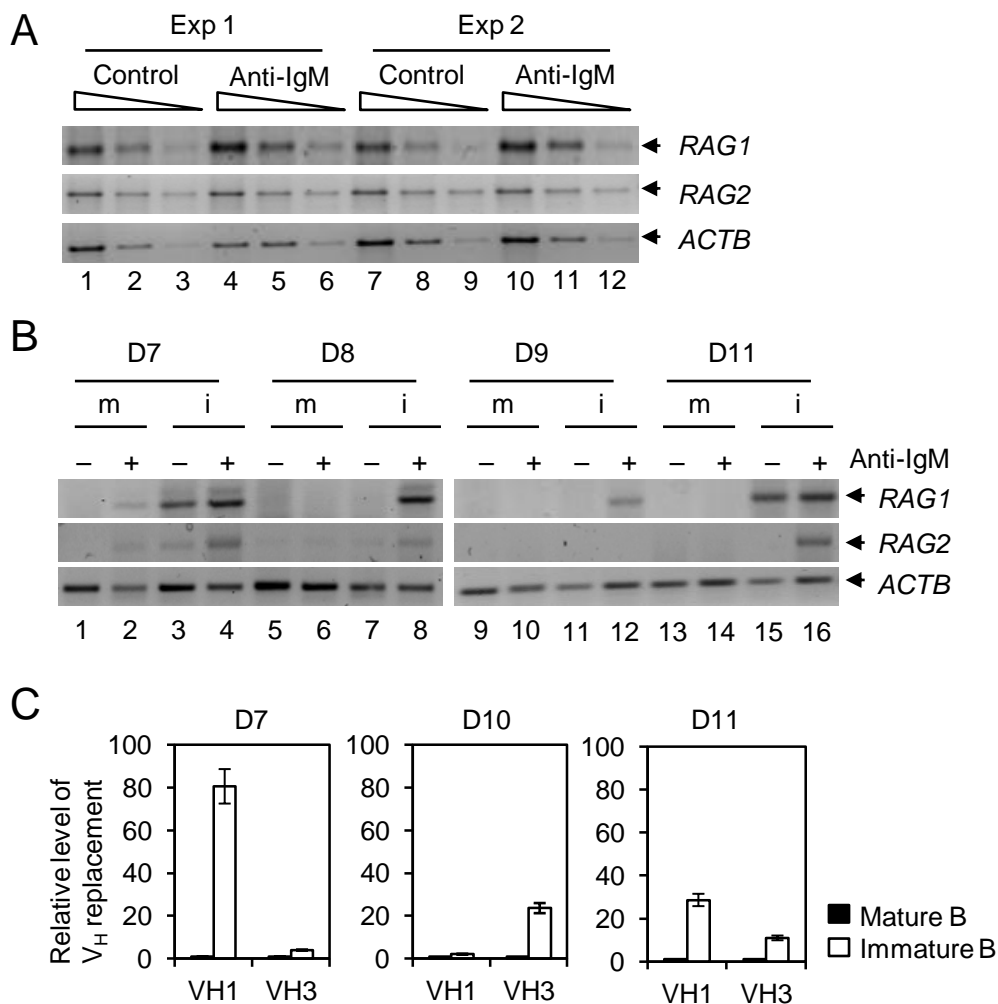 A
Exp 1 Exp 2
Control Anti-IgM Control Anti-IgM
RAG1
RAG2
ACTB
1 2 3 4 5 6 7 8 9 10 11 12
B
D7 D8 D9 D11
m i m i m i m i
– + – + – + – + – + – + – + – + Anti-IgM
RAG1
RAG2
ACTB
1 2 3 4 5 6 7 8 9 10 11 12 13 14 15 16
C
D7 D10 D11
Relative level of
VH replacement
100 100 100
80 80 80
60 60 60
40 40 40
20 20 20
0 0 0
VH1 VH3 VH1 VH3 VH1 VH3
Mature B
Immature B